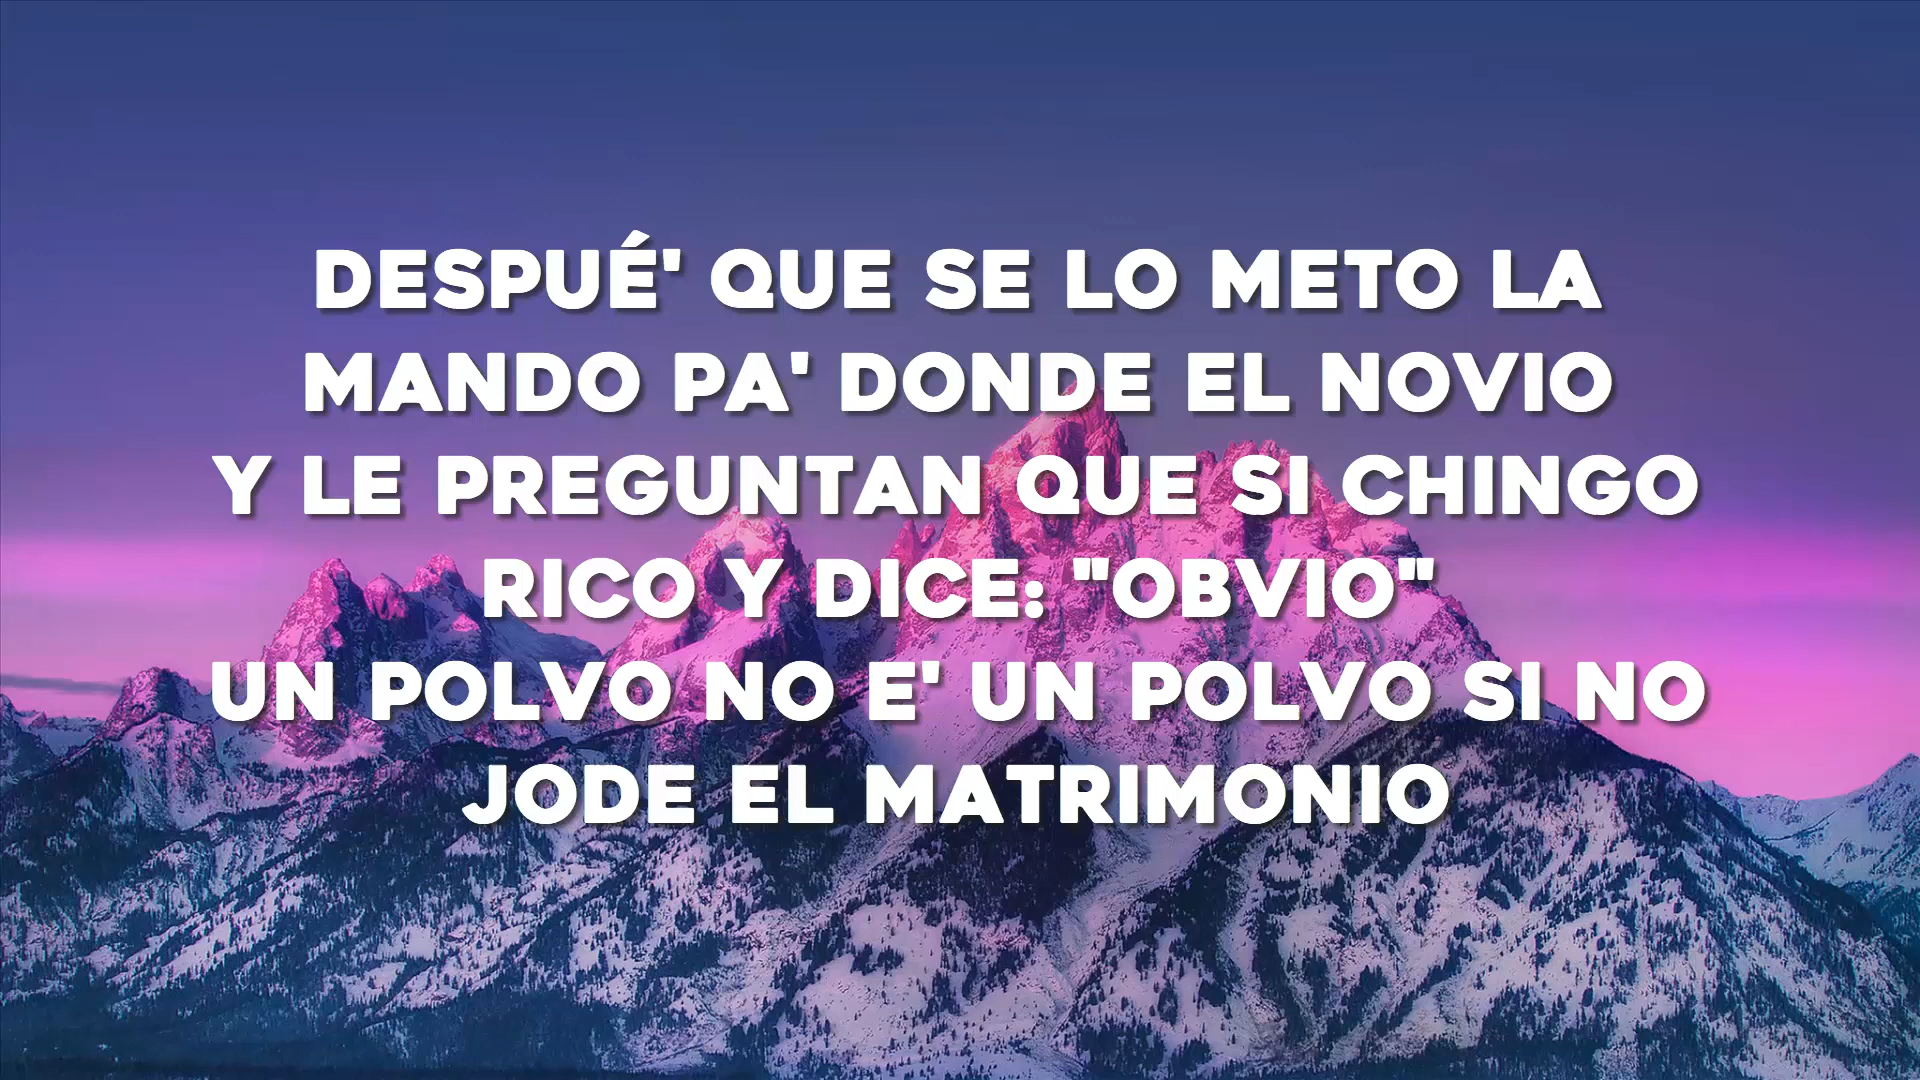 DESPUÉ' QUE SE LO METO LA
MANDO PA' DONDE EL NOVIO
Y LE PREGUNTAN QUE SI CHINGO
RICO Y DICE: "OBVIO"
UN POLVO NO E' UN POLVO SI NO
JODE EL MATRIMONIO